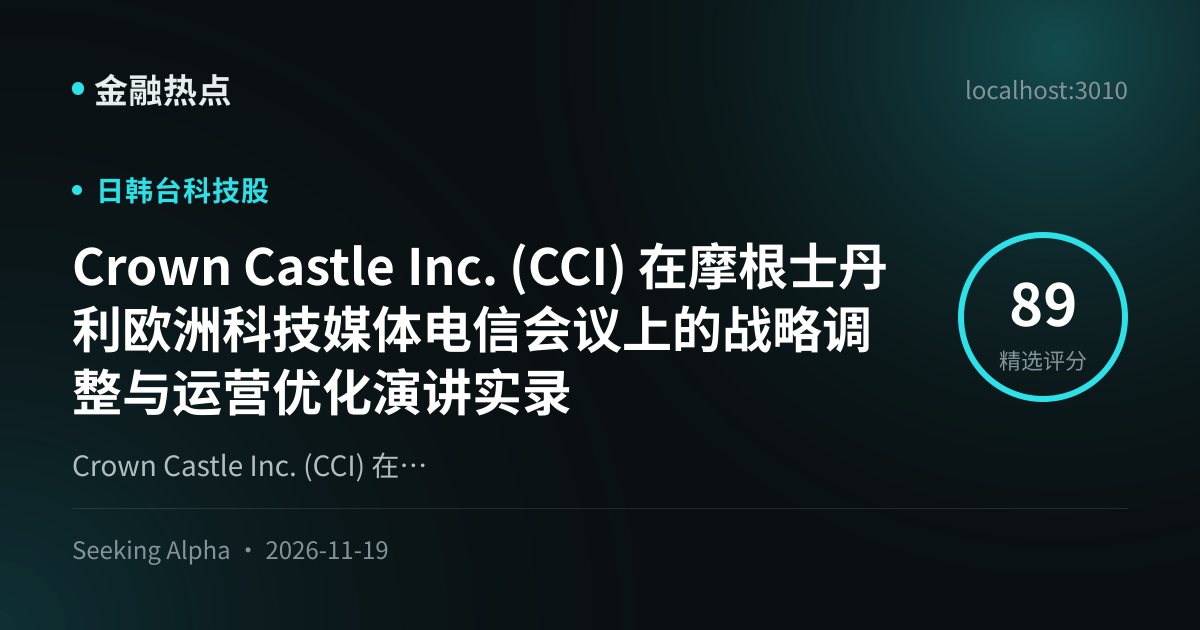 金融热点
localhost:3010
日韩台科技股
Crown Castle Inc. (CCI) 在摩根士丹
利欧洲科技媒体电信会议上的战略调
整与运营优化演讲实录
89
精选评分
Crown Castle Inc. (CCI) 在…
Seeking Alpha • 2026-11-19